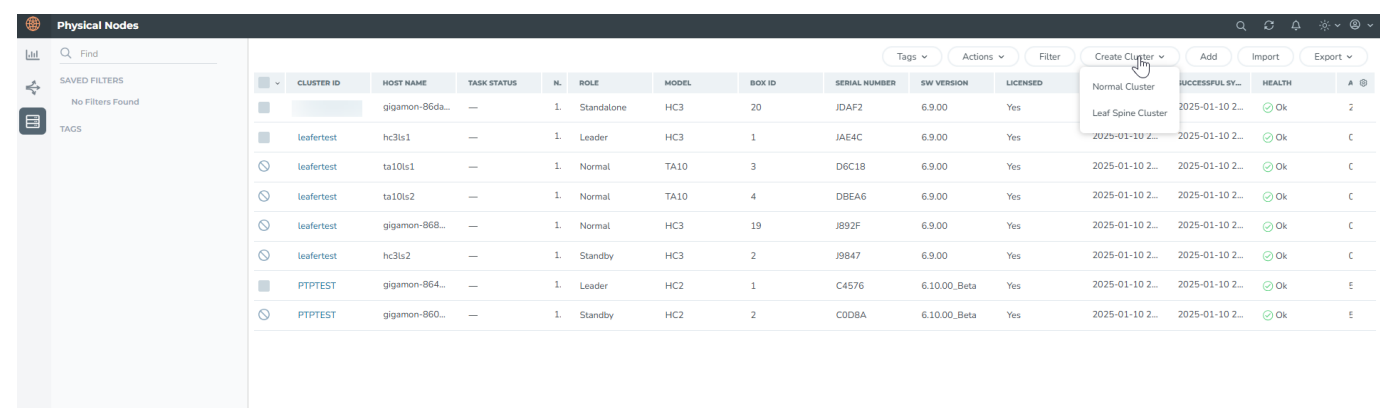 Physical Nodes
Find
Tags Actions Filter Create Cluster Add Import Export
SAVED FILTERS
No Filters Found
TAGS
Normal Cluster
Leaf Spine Cluster
CLUSTER ID HOST NAME TASK STATUS N. ROLE MODEL BOX ID SERIAL NUMBER SW VERSION LICENSED SUCCESSFUL SY... HEALTH A
gigamon-86da... — 1. Standalone HC3 20 JDAF2 6.9.00 Yes 2025-01-10 2... Ok 2
leafertest hc3ls1 — 1. Leader HC3 1 JAE4C 6.9.00 Yes 2025-01-10 2... 2025-01-10 2... Ok
leafertest ta10ls1 — 1. Normal TA10 3 D6C18 6.9.00 Yes 2025-01-10 2... 2025-01-10 2... Ok
leafertest ta10ls2 — 1. Normal TA10 4 DBEA6 6.9.00 Yes 2025-01-10 2... 2025-01-10 2... Ok
leafertest gigamon-868... — 1. Normal HC3 19 J892F 6.9.00 Yes 2025-01-10 2... 2025-01-10 2... Ok
leafertest hc3ls2 — 1. Standby HC3 2 J9847 6.9.00 Yes 2025-01-10 2... 2025-01-10 2... Ok
PTPTEST gigamon-864... — 1. Leader HC2 1 C4576 6.10.00_Beta Yes 2025-01-10 2... 2025-01-10 2... Ok
PTPTEST gigamon-860... — 1. Standby HC2 2 C0D8A 6.10.00_Beta Yes 2025-01-10 2... 2025-01-10 2... Ok